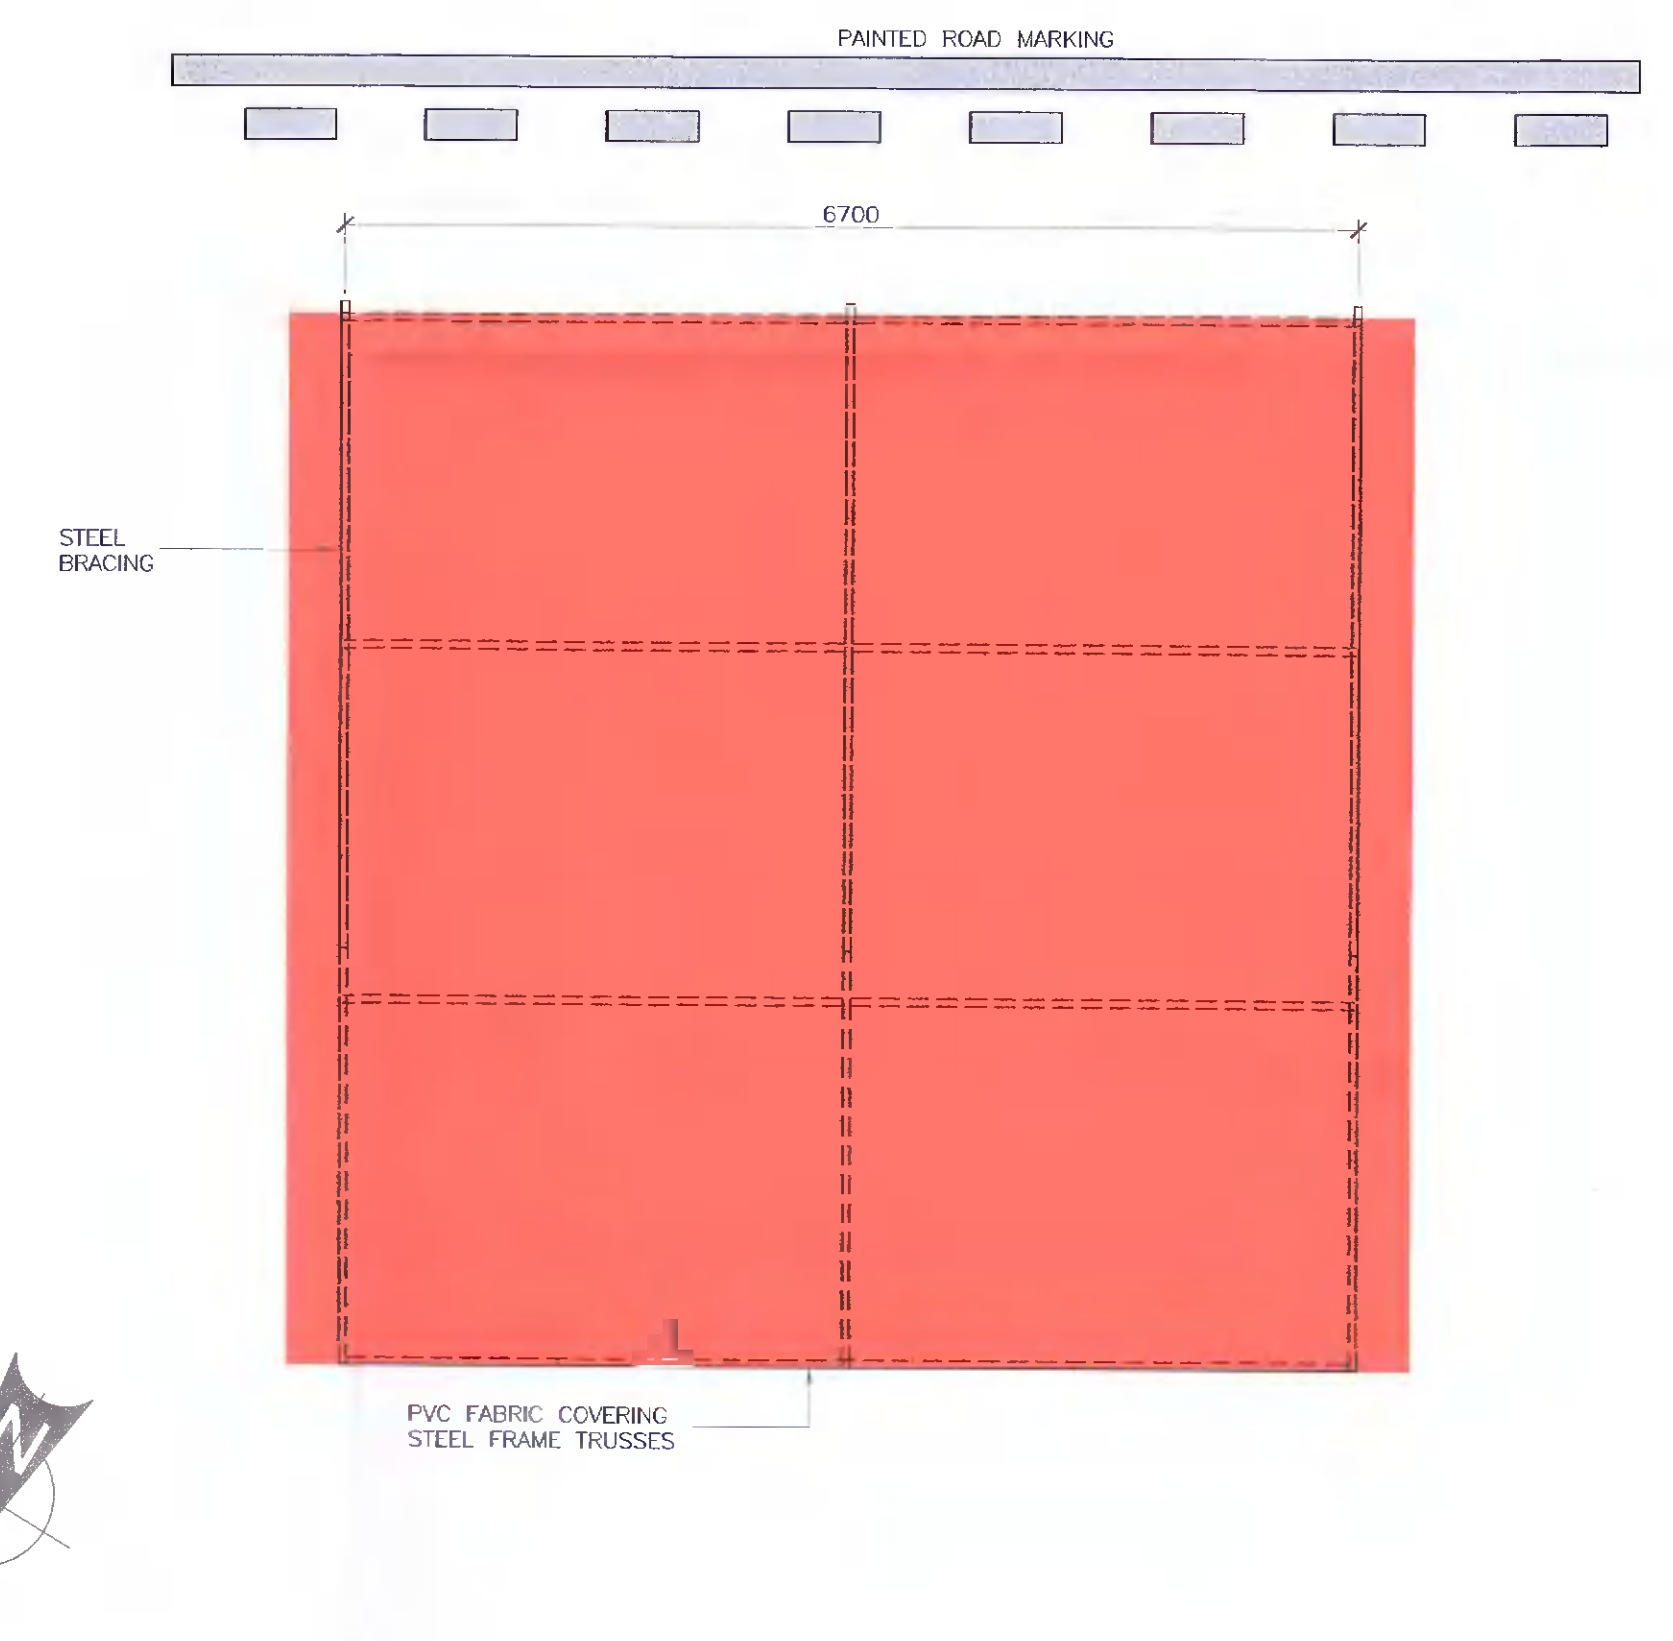 PAINTED ROAD MARKING
6700
STEEL
BRACING
PVC FABRIC COVERING
STEEL FRAME TRUSSES
N